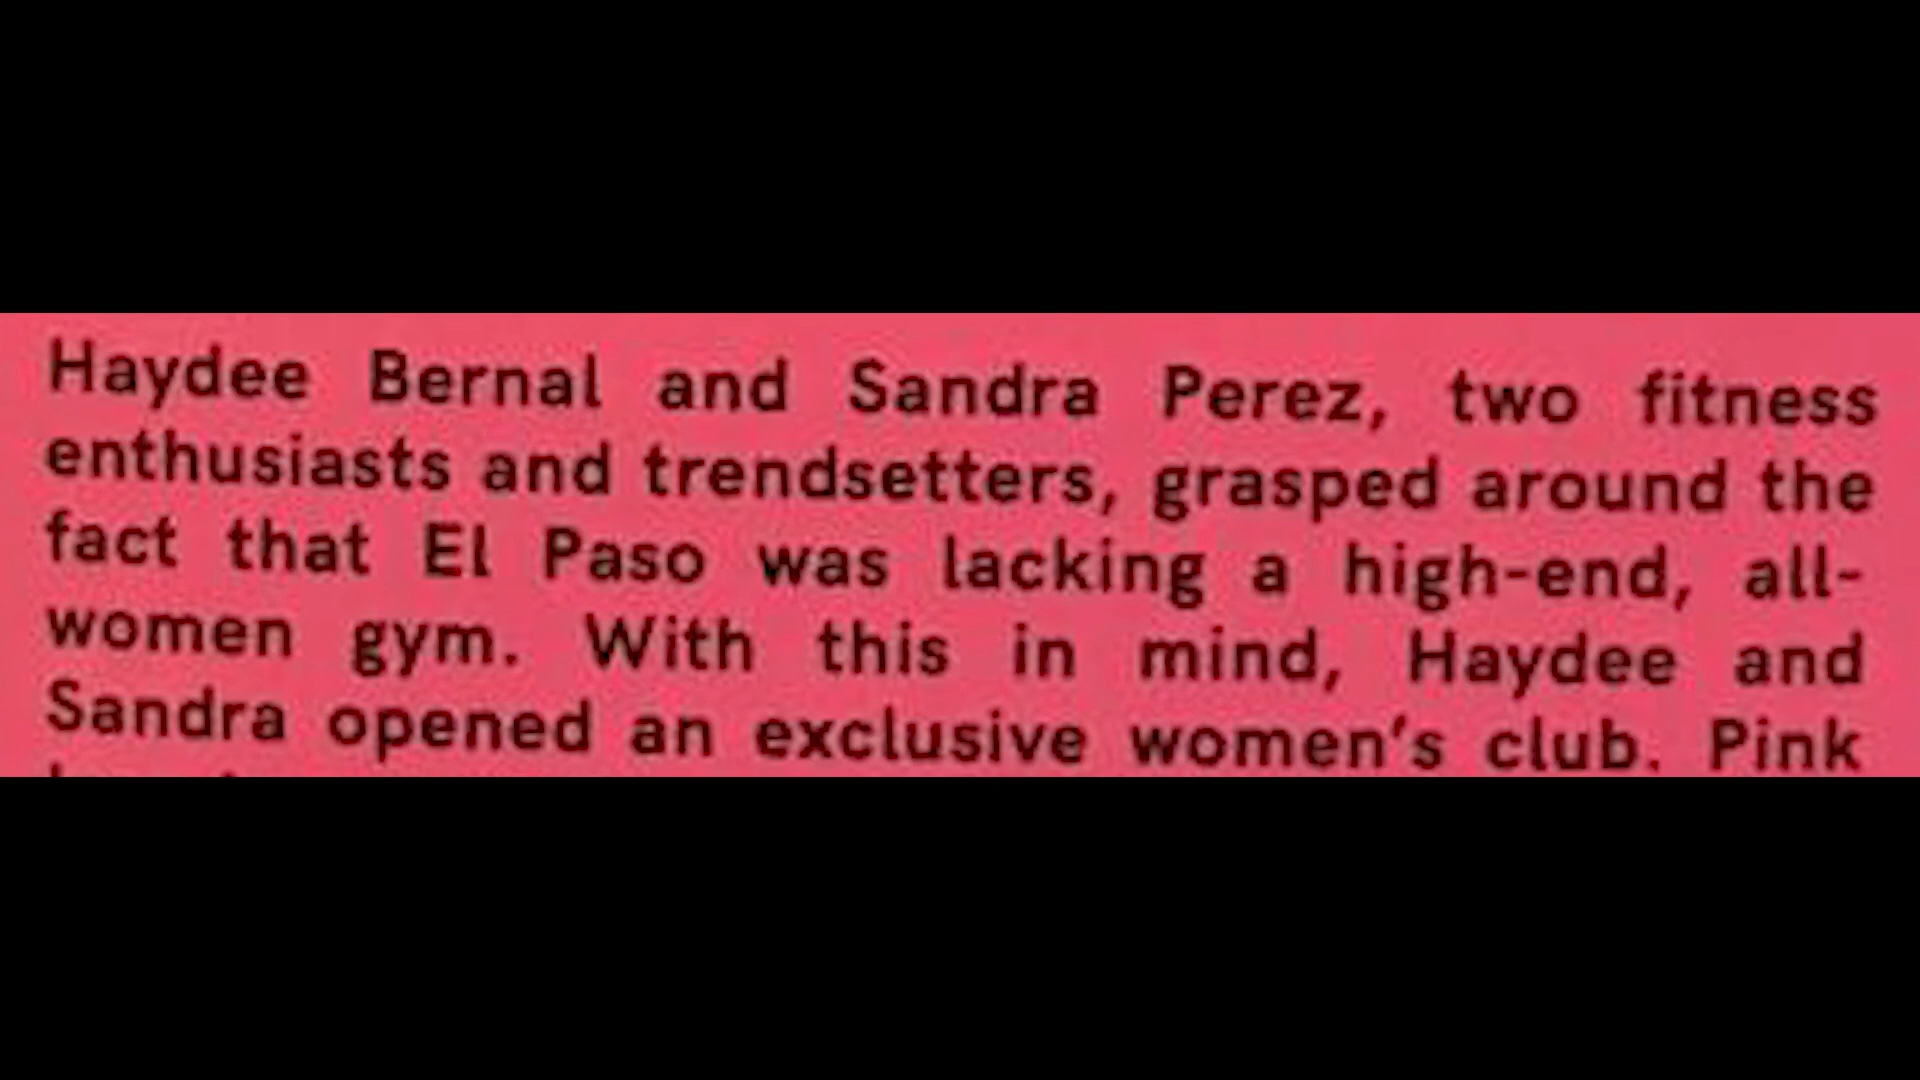 Haydee Bernal and Sandra Perez, two fitness
enthusiasts and trendsetters, grasped around the
fact that El Paso was lacking a high-end, all-
women gym. With this in mind, Haydee and
Sandra opened an exclusive women's club. Pink